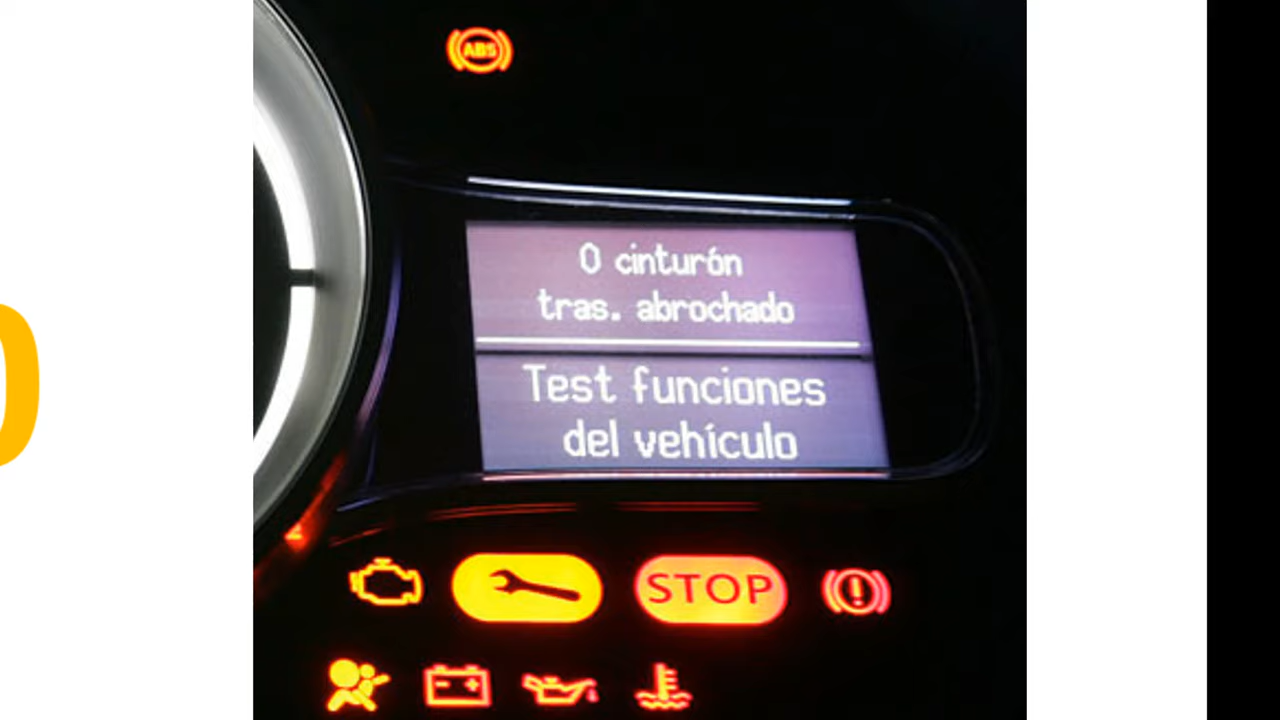 ABS
0 cinturón
tras. abrochado
Test funciones
del vehículo
STOP